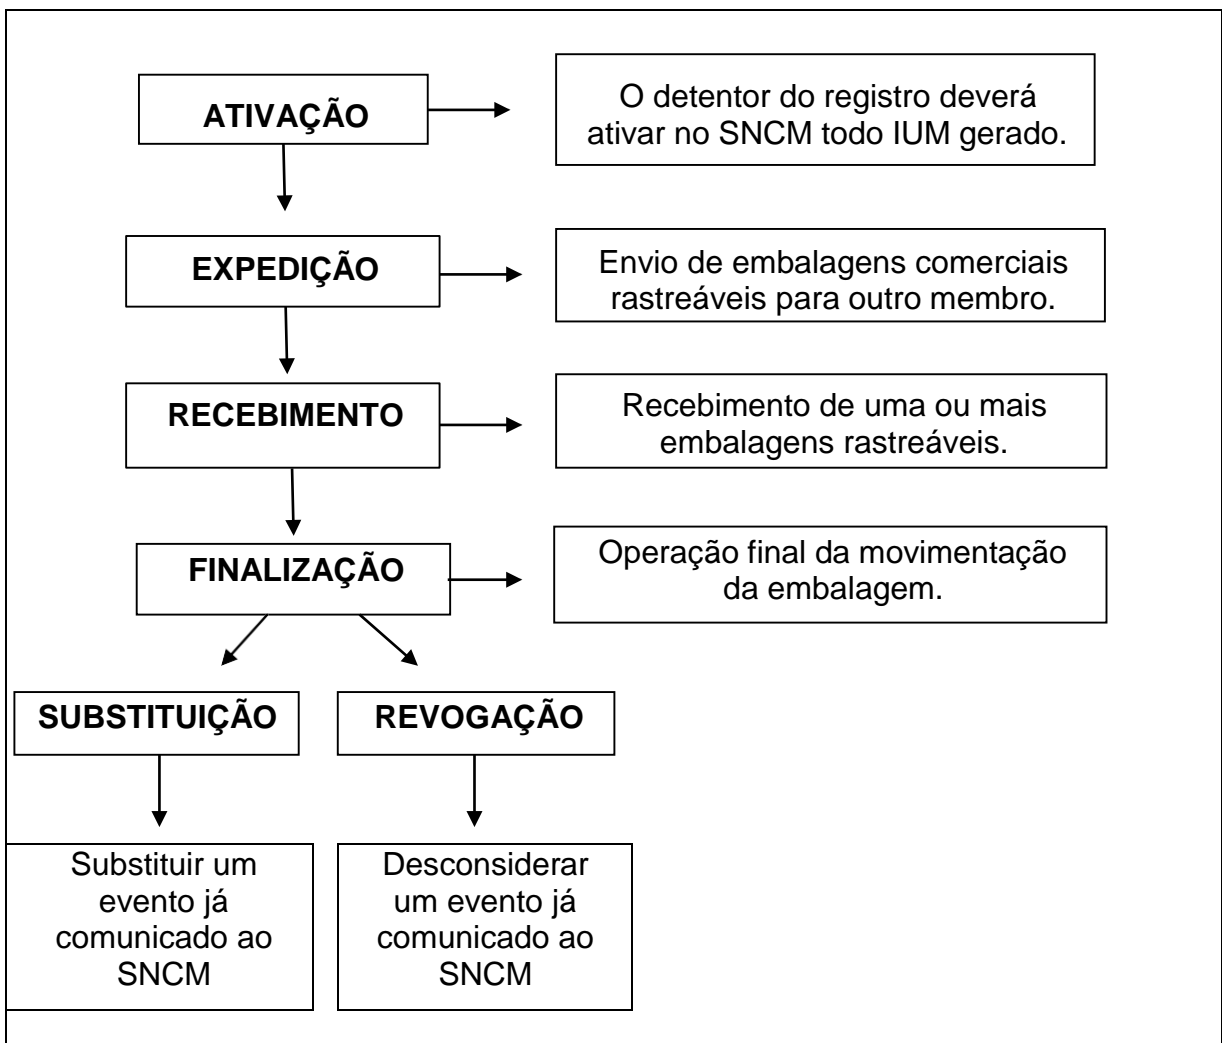 ATIVAÇÃO
O detentor do registro deverá
ativar no SNCM todo IUM gerado.
EXPEDIÇÃO
Envio de embalagens comerciais
rastreáveis para outro membro.
RECEBIMENTO
Recebimento de uma ou mais
embalagens rastreáveis.
FINALIZAÇÃO
Operação final da movimentação
da embalagem.
SUBSTITUIÇÃO
REVOGAÇÃO
Substituir um
evento já
comunicado ao
SNCM
Desconsiderar
um evento já
comunicado ao
SNCM